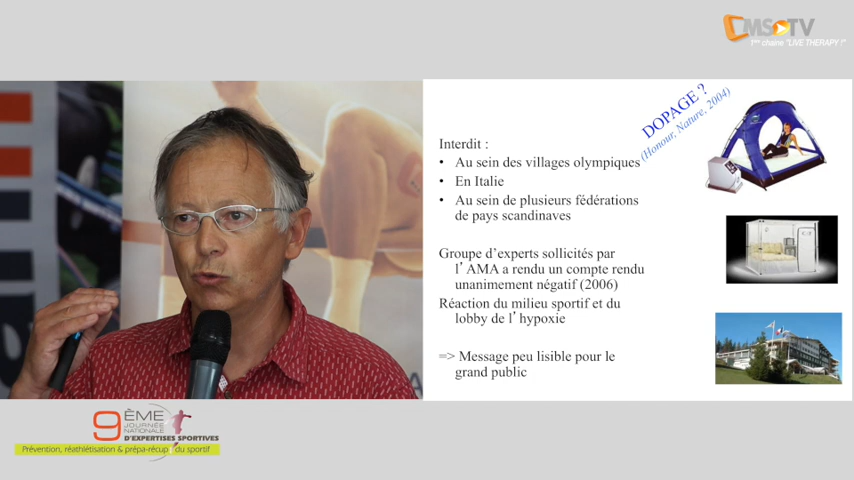 MS TV
1ère chaîne "LIVE THERAPY !"
DOPAGE ?
(Honour, Nature, 2004)
Interdit :
• Au sein des villages olympiques
• En Italie
• Au sein de plusieurs fédérations
de pays scandinaves
Groupe d’experts sollicités par
l’AMA a rendu un compte rendu
unanimement négatif (2006)
Réaction du milieu sportif et du
lobby de l’hypoxie
=> Message peu lisible pour le
grand public
9ÈME
JOURNÉE
NATIONALE
D'EXPERTISES SPORTIVES
Prévention, réathlétisation & prépa-récup du sportif